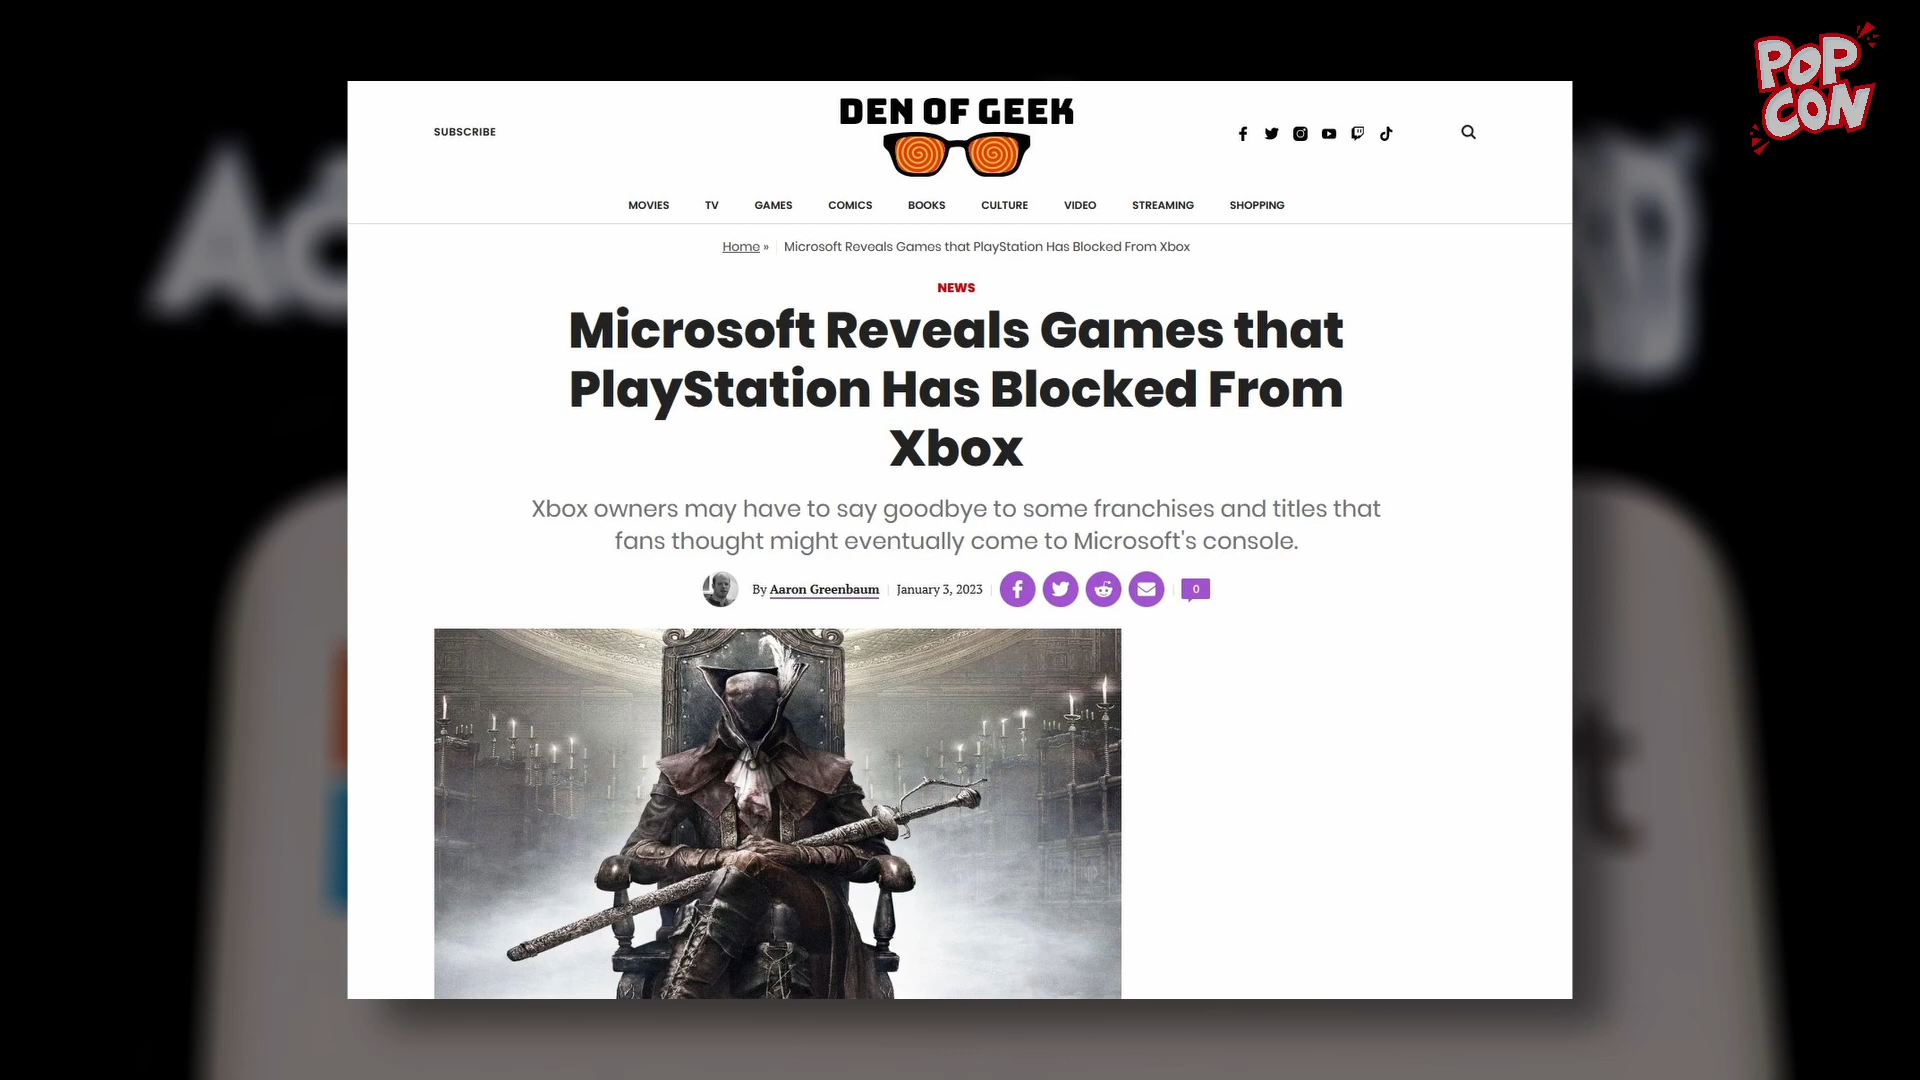 POP
CON
DEN OF GEEK
SUBSCRIBE
MOVIES TV GAMES COMICS BOOKS CULTURE VIDEO STREAMING SHOPPING
Home » Microsoft Reveals Games that PlayStation Has Blocked From Xbox
NEWS
Microsoft Reveals Games that
PlayStation Has Blocked From
Xbox
Xbox owners may have to say goodbye to some franchises and titles that
fans thought might eventually come to Microsoft's console.
By Aaron Greenbaum January 3, 2023 0